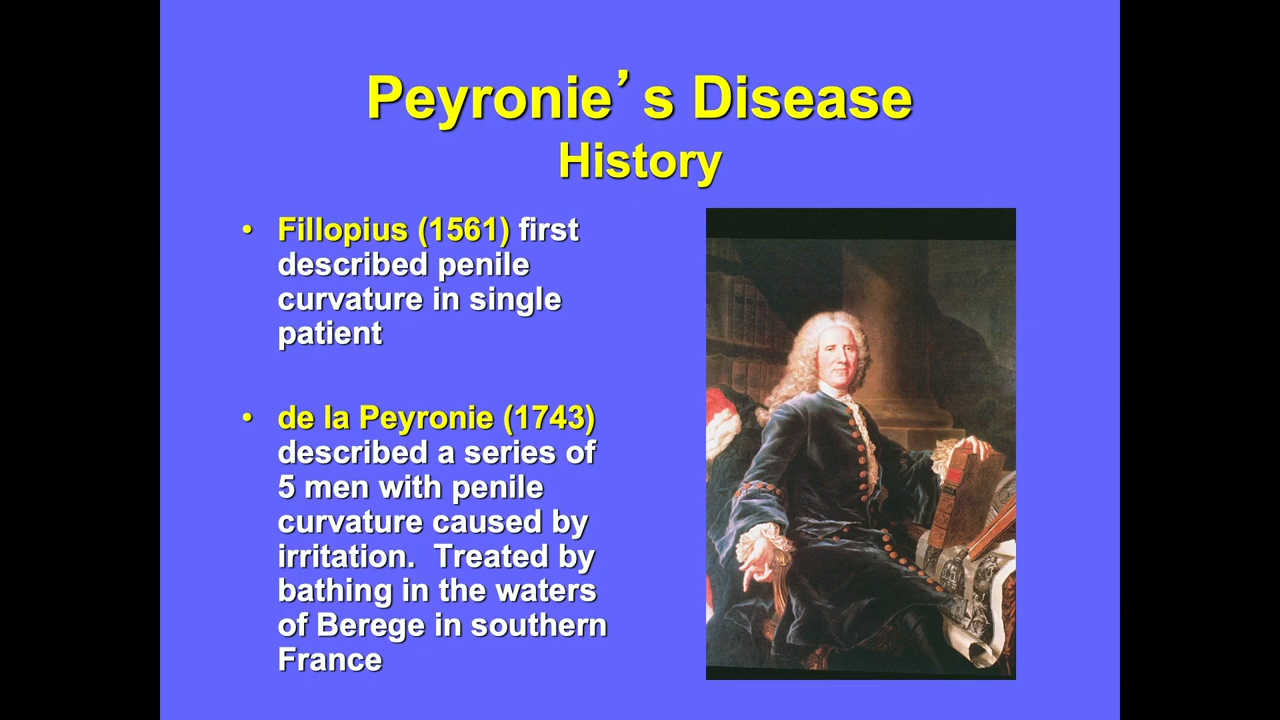 Peyronie’s Disease
History
• Fillopius (1561) first
described penile
curvature in single
patient
• de la Peyronie (1743)
described a series of
5 men with penile
curvature caused by
irritation.  Treated by
bathing in the waters
of Berege in southern
France